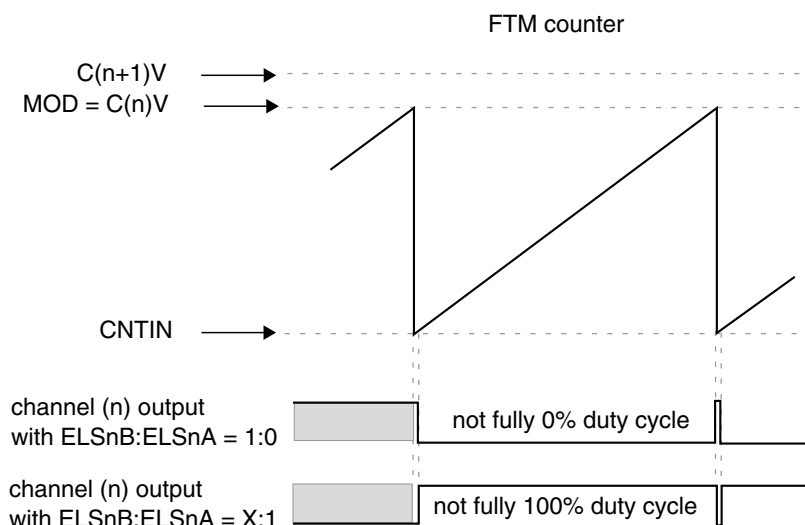 FTM counter
C(n+1)V
MOD = C(n)V
CNTIN
channel (n) output
with ELSnB:ELSnA = 1:0
not fully 0% duty cycle
channel (n) output
with ELSnB:ELSnA = X:1
not fully 100% duty cycle